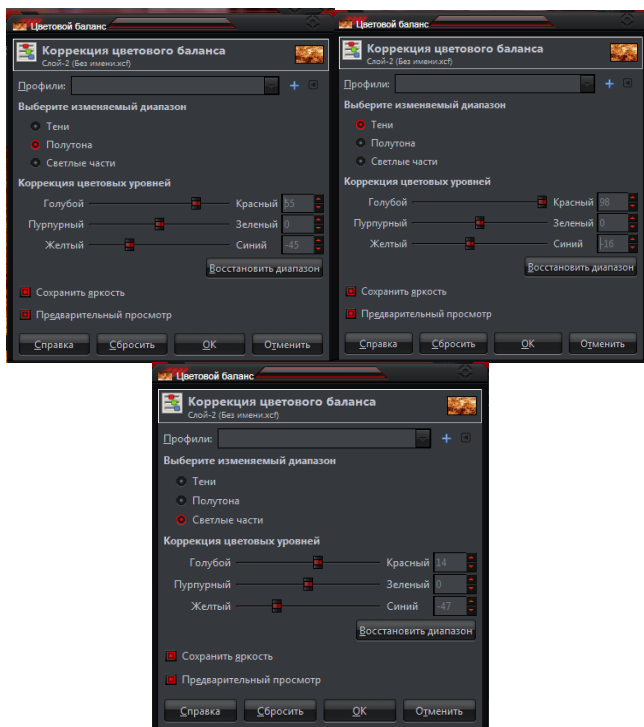 Цветовой баланс
Коррекция цветового баланса
Слой-2 (Без имени.xcf)
Профили:
Выберите изменяемый диапазон
Тени
Полутона
Светлые части
Коррекция цветовых уровней
Голубой Красный 55
Пурпурный Зеленый 0
Желтый Синий -45
Восстановить диапазон
Сохранить яркость
Предварительный просмотр
Справка Сбросить OK Отменить
Цветовой баланс
Коррекция цветового баланса
Слой-2 (Без имени.xcf)
Профили:
Выберите изменяемый диапазон
Тени
Полутона
Светлые части
Коррекция цветовых уровней
Голубой Красный 98
Пурпурный Зеленый 0
Желтый Синий -16
Восстановить диапазон
Сохранить яркость
Предварительный просмотр
Справка Сбросить OK Отменить
Цветовой баланс
Коррекция цветового баланса
Слой-2 (Без имени.xcf)
Профили:
Выберите изменяемый диапазон
Тени
Полутона
Светлые части
Коррекция цветовых уровней
Голубой Красный 14
Пурпурный Зеленый 0
Желтый Синий -47
Восстановить диапазон
Сохранить яркость
Предварительный просмотр
Справка Сбросить OK Отменить